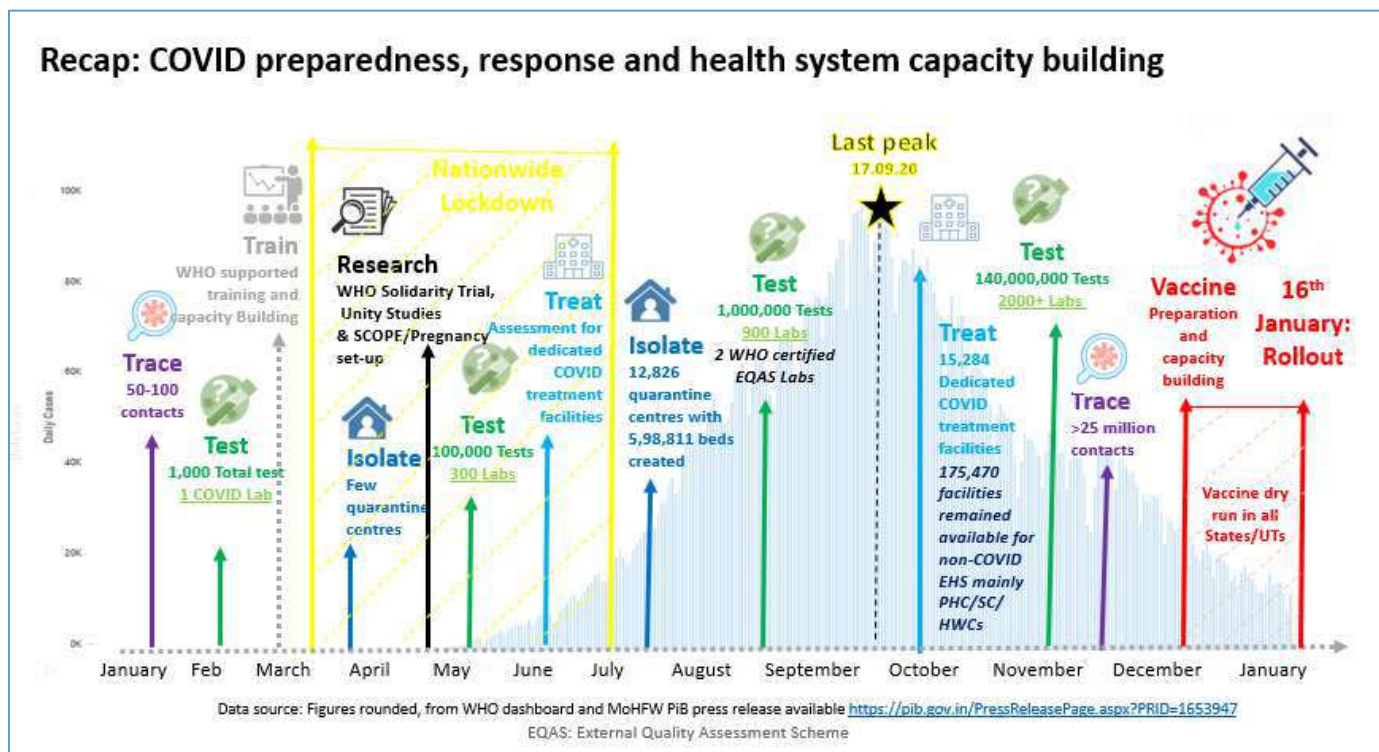 Recap: COVID preparedness, response and health system capacity building
Daily Cases
100K
80K
60K
40K
20K
0K
Trace
50-100
contacts
Test
1,000 Total test
1 COVID Lab
Train
WHO supported
training and
capacity Building
Nationwide
Lockdown
Research
WHO Solidarity Trial,
Unity Studies
& SCOPE/Pregnancy
set-up
Isolate
Few
quarantine
centres
Test
100,000 Tests
300 Labs
Treat
Assessment for
dedicated
COVID
treatment
facilities
Isolate
12,826
quarantine
centres with
5,98,811 beds
created
Test
1,000,000 Tests
900 Labs
2 WHO certified
EQAS Labs
Last peak
17.09.20
Treat
15,284
Dedicated
COVID
treatment
facilities
175,470
facilities
remained
available for
non-COVID
EHS mainly
PHC/SC/
HWCs
Test
140,000,000 Tests
2000+ Labs
Trace
>25 million
contacts
Vaccine
Preparation
and
capacity
building
16th
January:
Rollout
Vaccine dry
run in all
States/UTs
January Feb March April May June July August September October November December January
Data source: Figures rounded, from WHO dashboard and MoHFW PiB press release available https://pib.gov.in/PressReleasePage.aspx?PRID=1653947
EQAS: External Quality Assessment Scheme